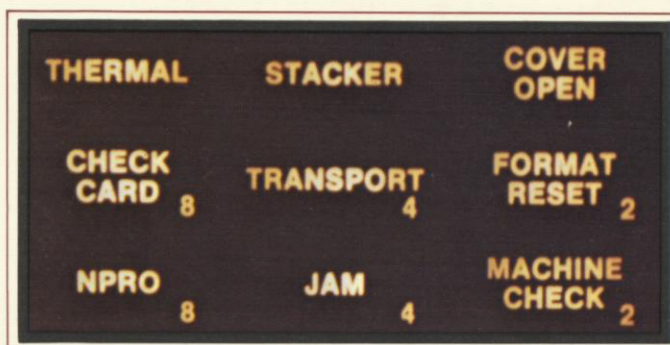 THERMAL STACKER COVER OPEN
CHECK CARD 8 TRANSPORT 4 FORMAT RESET 2
NPRO 8 JAM 4 MACHINE CHECK 2